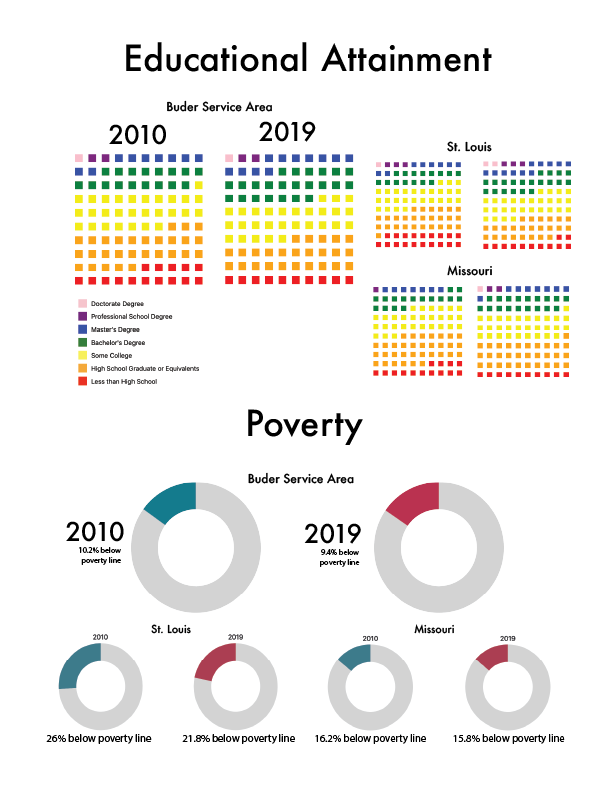 Educational Attainment
Buder Service Area
2010
2019
St. Louis
Missouri
Doctorate Degree
Professional School Degree
Master's Degree
Bachelor's Degree
Some College
High School Graduate or Equivalents
Less than High School
Poverty
Buder Service Area
2010
10.2% below
poverty line
2019
9.4% below
poverty line
St. Louis
Missouri
2010
2019
2010
2019
26% below poverty line
21.8% below poverty line
16.2% below poverty line
15.8% below poverty line